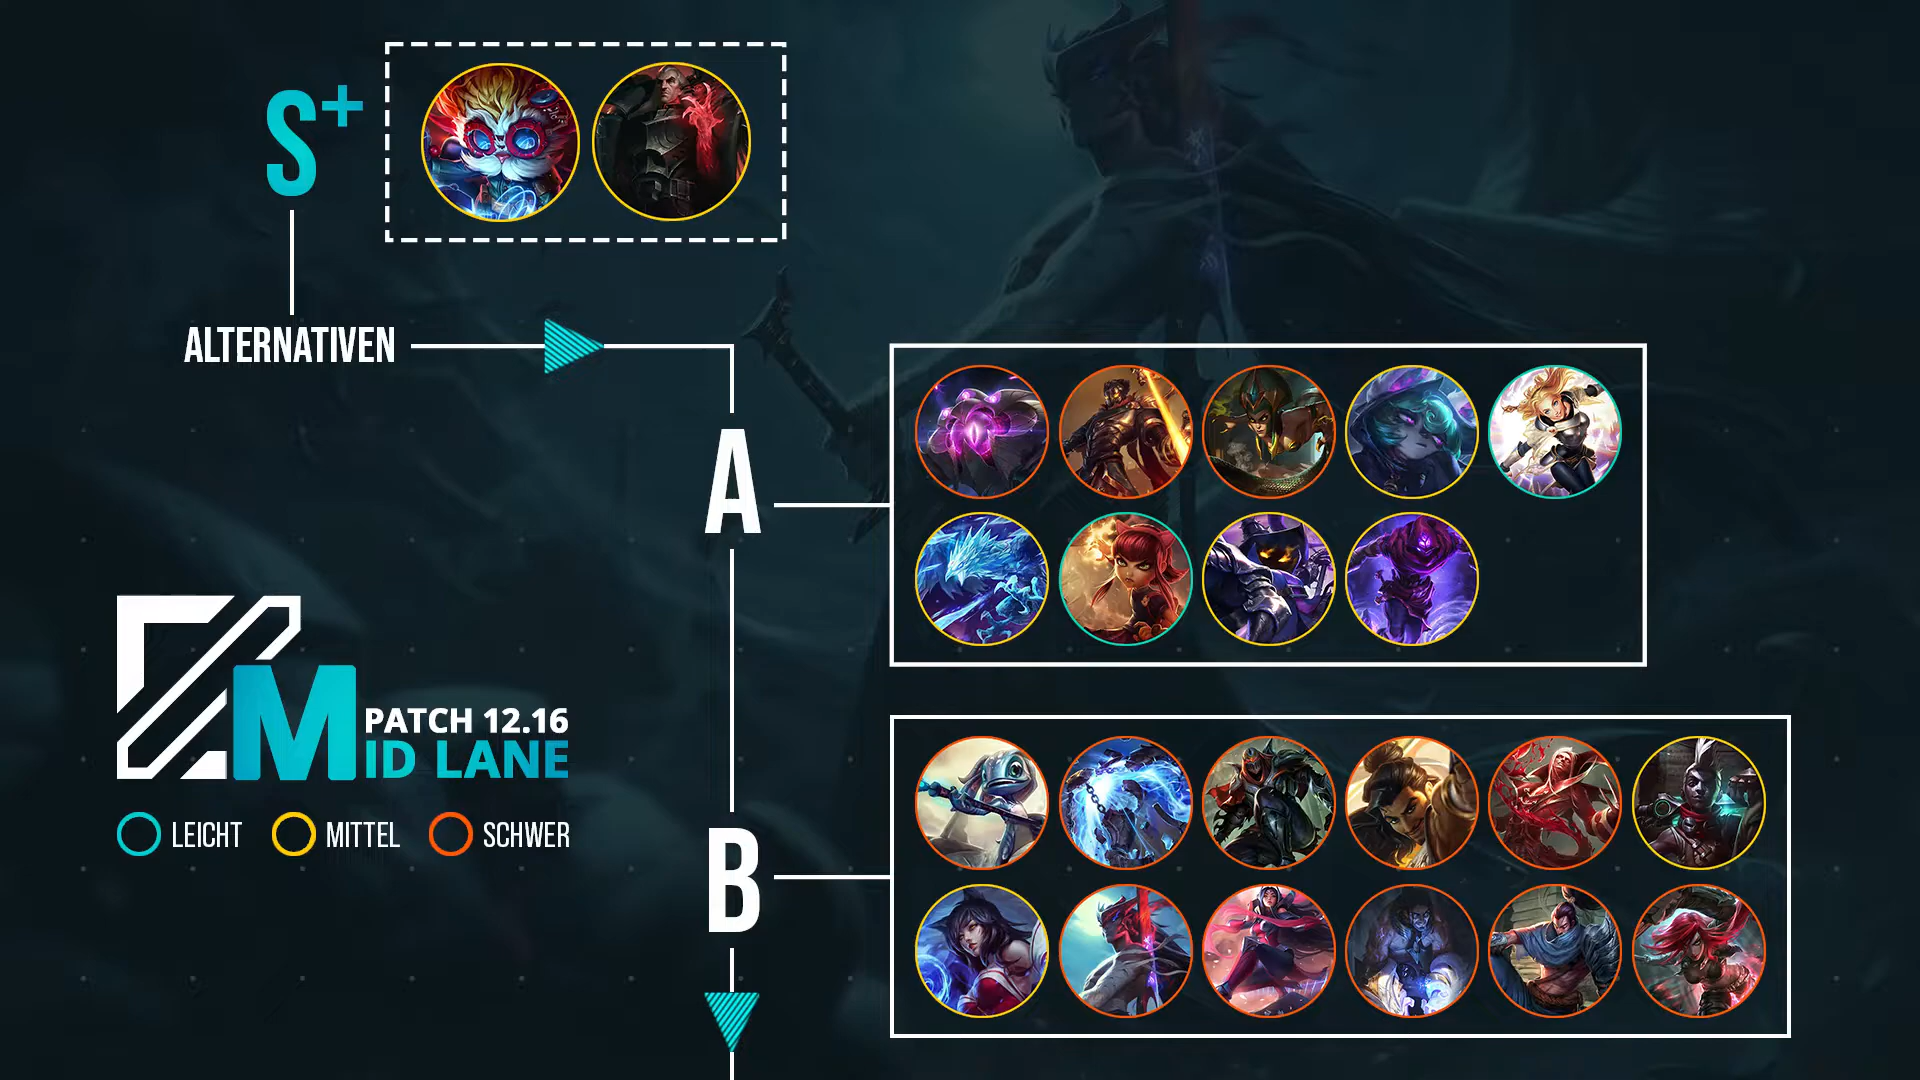 S+
ALTERNATIVEN
A
PATCH 12.16
MID LANE
LEICHT MITTEL SCHWER
B